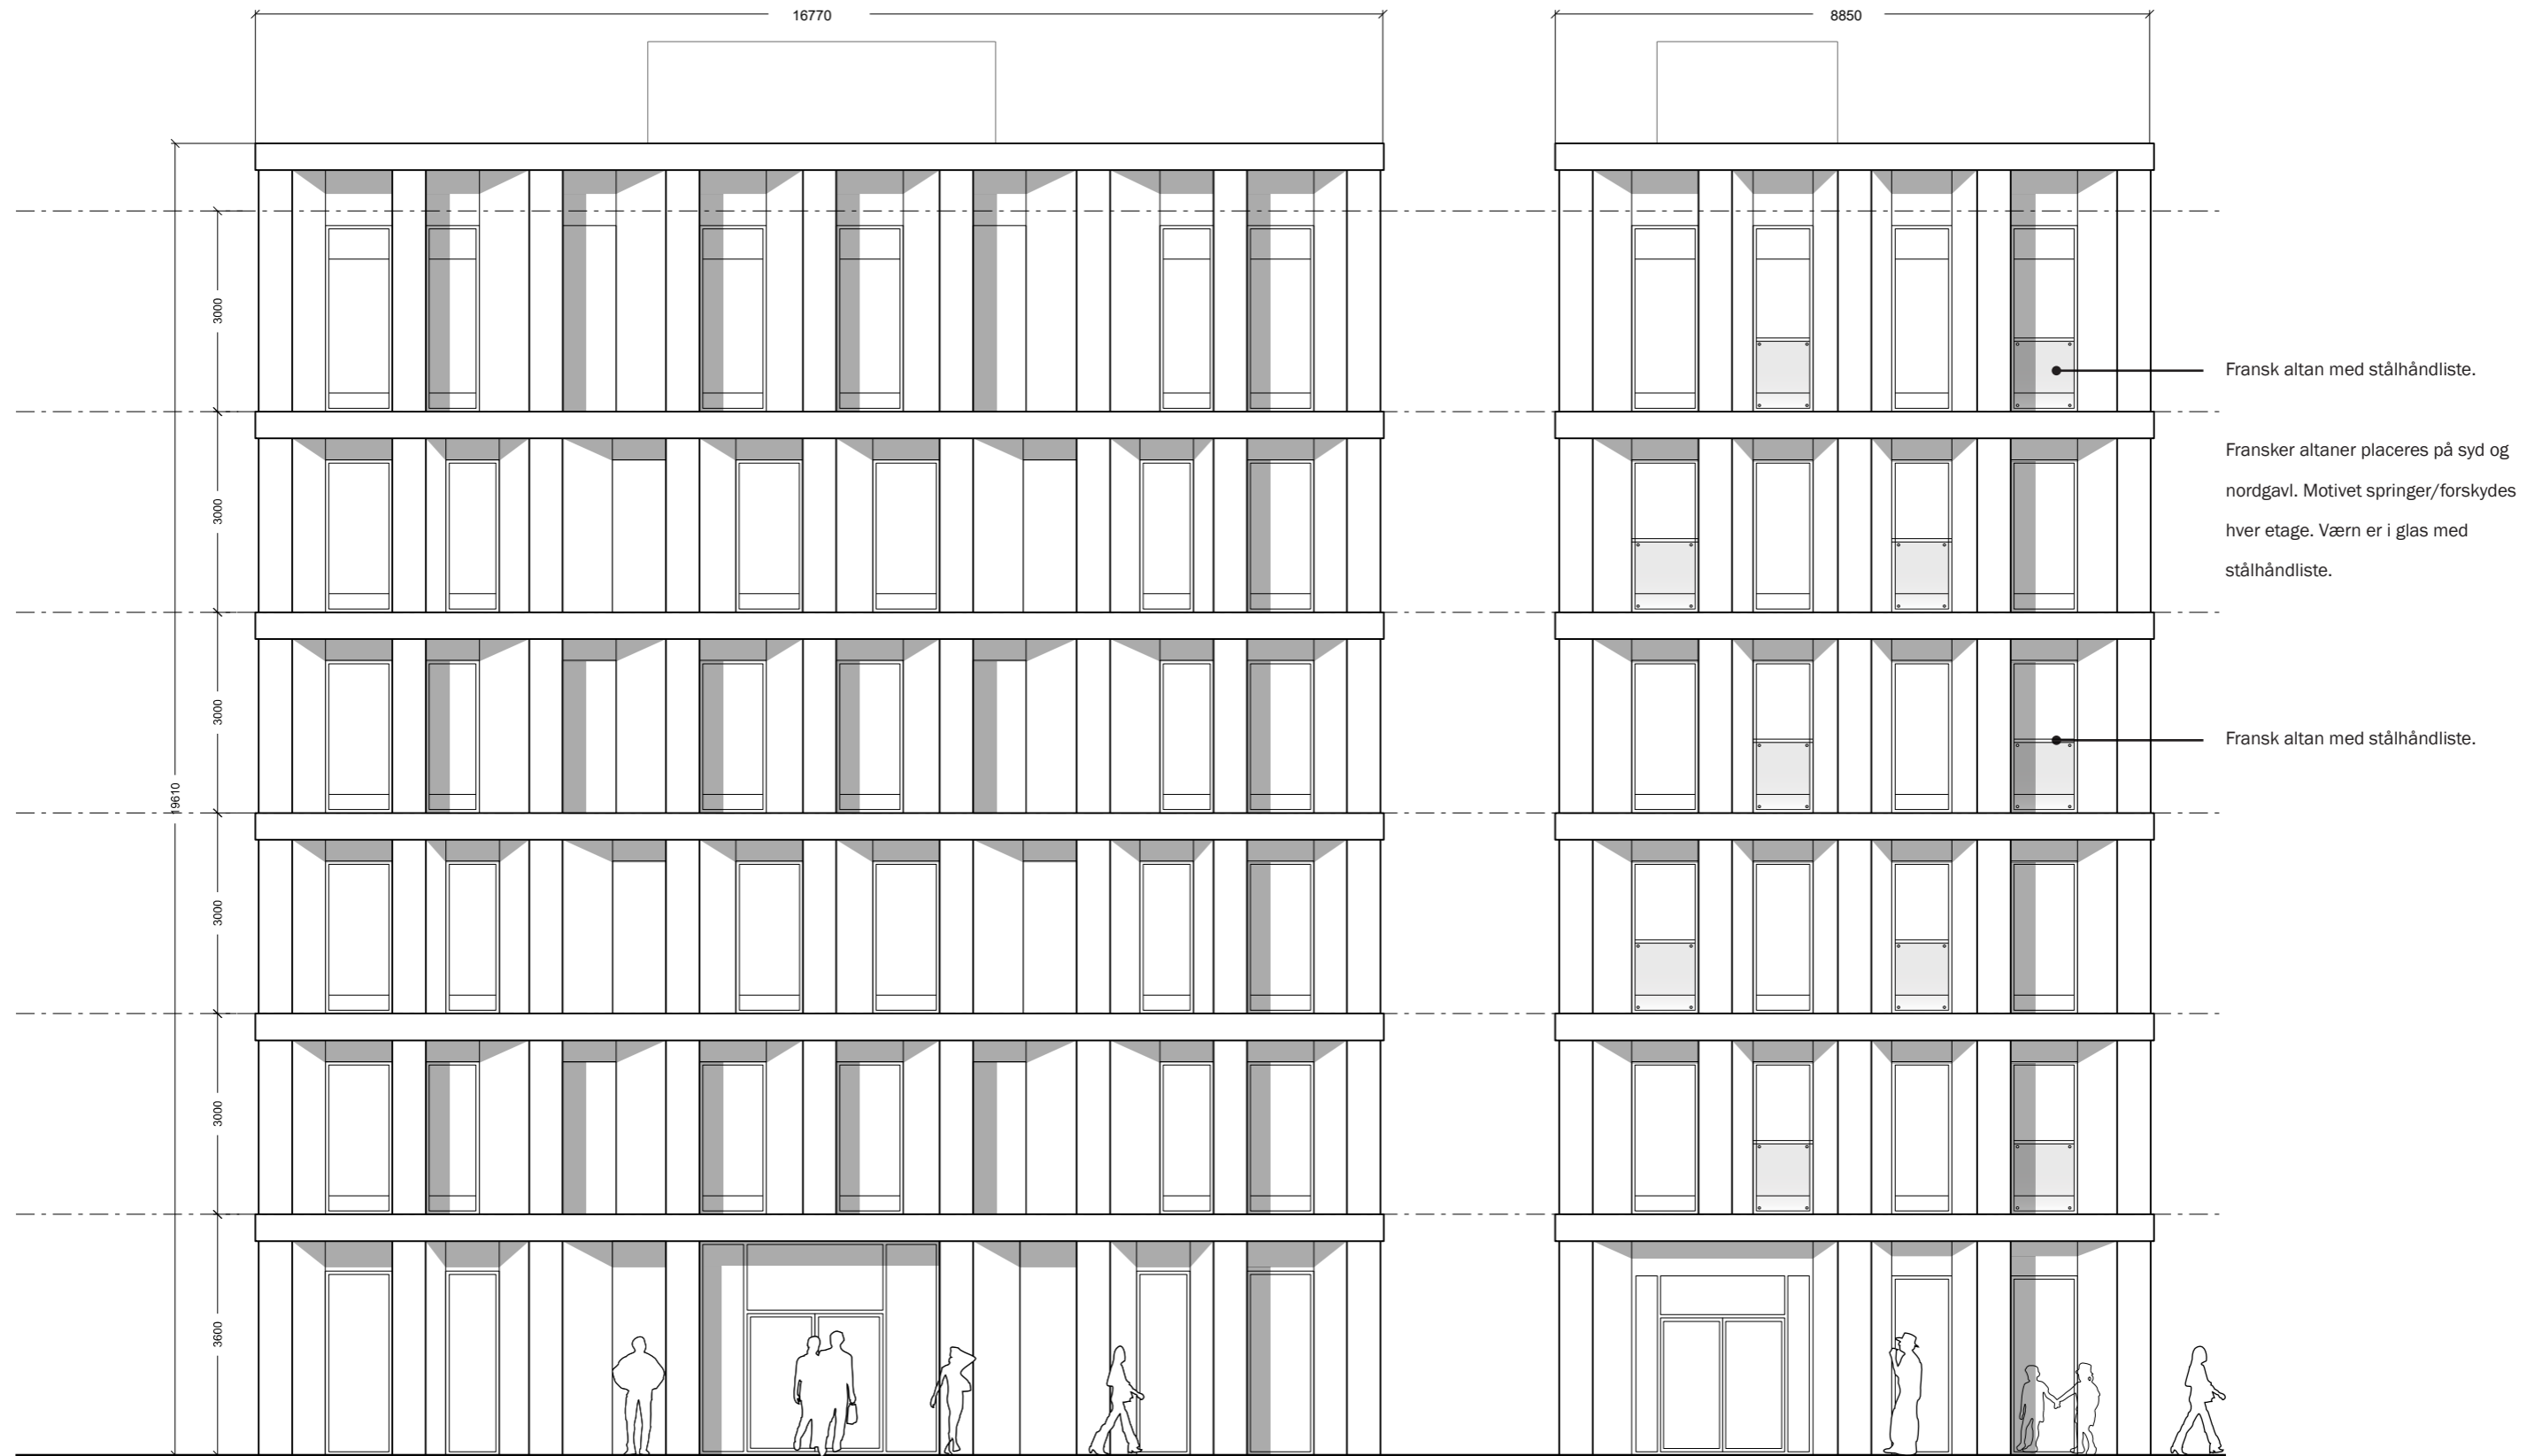 16770
8850
3000
Fransk altan med stålhåndliste.
Fransker altaner placeres på syd og
nordgavl. Motivet springer/forskydes
hver etage. Værn er i glas med
stålhåndliste.
3000
3000
Fransk altan med stålhåndliste.
19610
3000
3000
3600